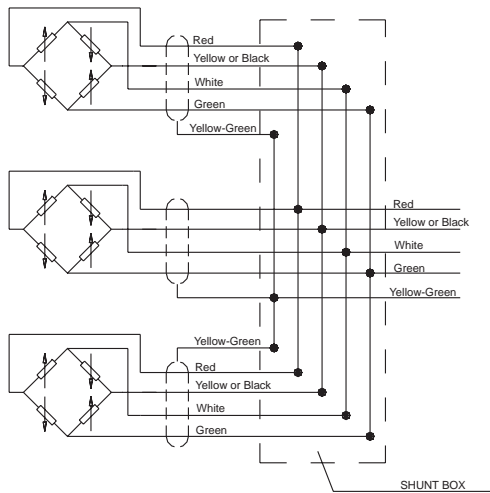 Red
Yellow or Black
White
Green
Yellow-Green
Red
Yellow or Black
White
Green
Yellow-Green
Yellow-Green
Red
Yellow or Black
White
Green
SHUNT BOX